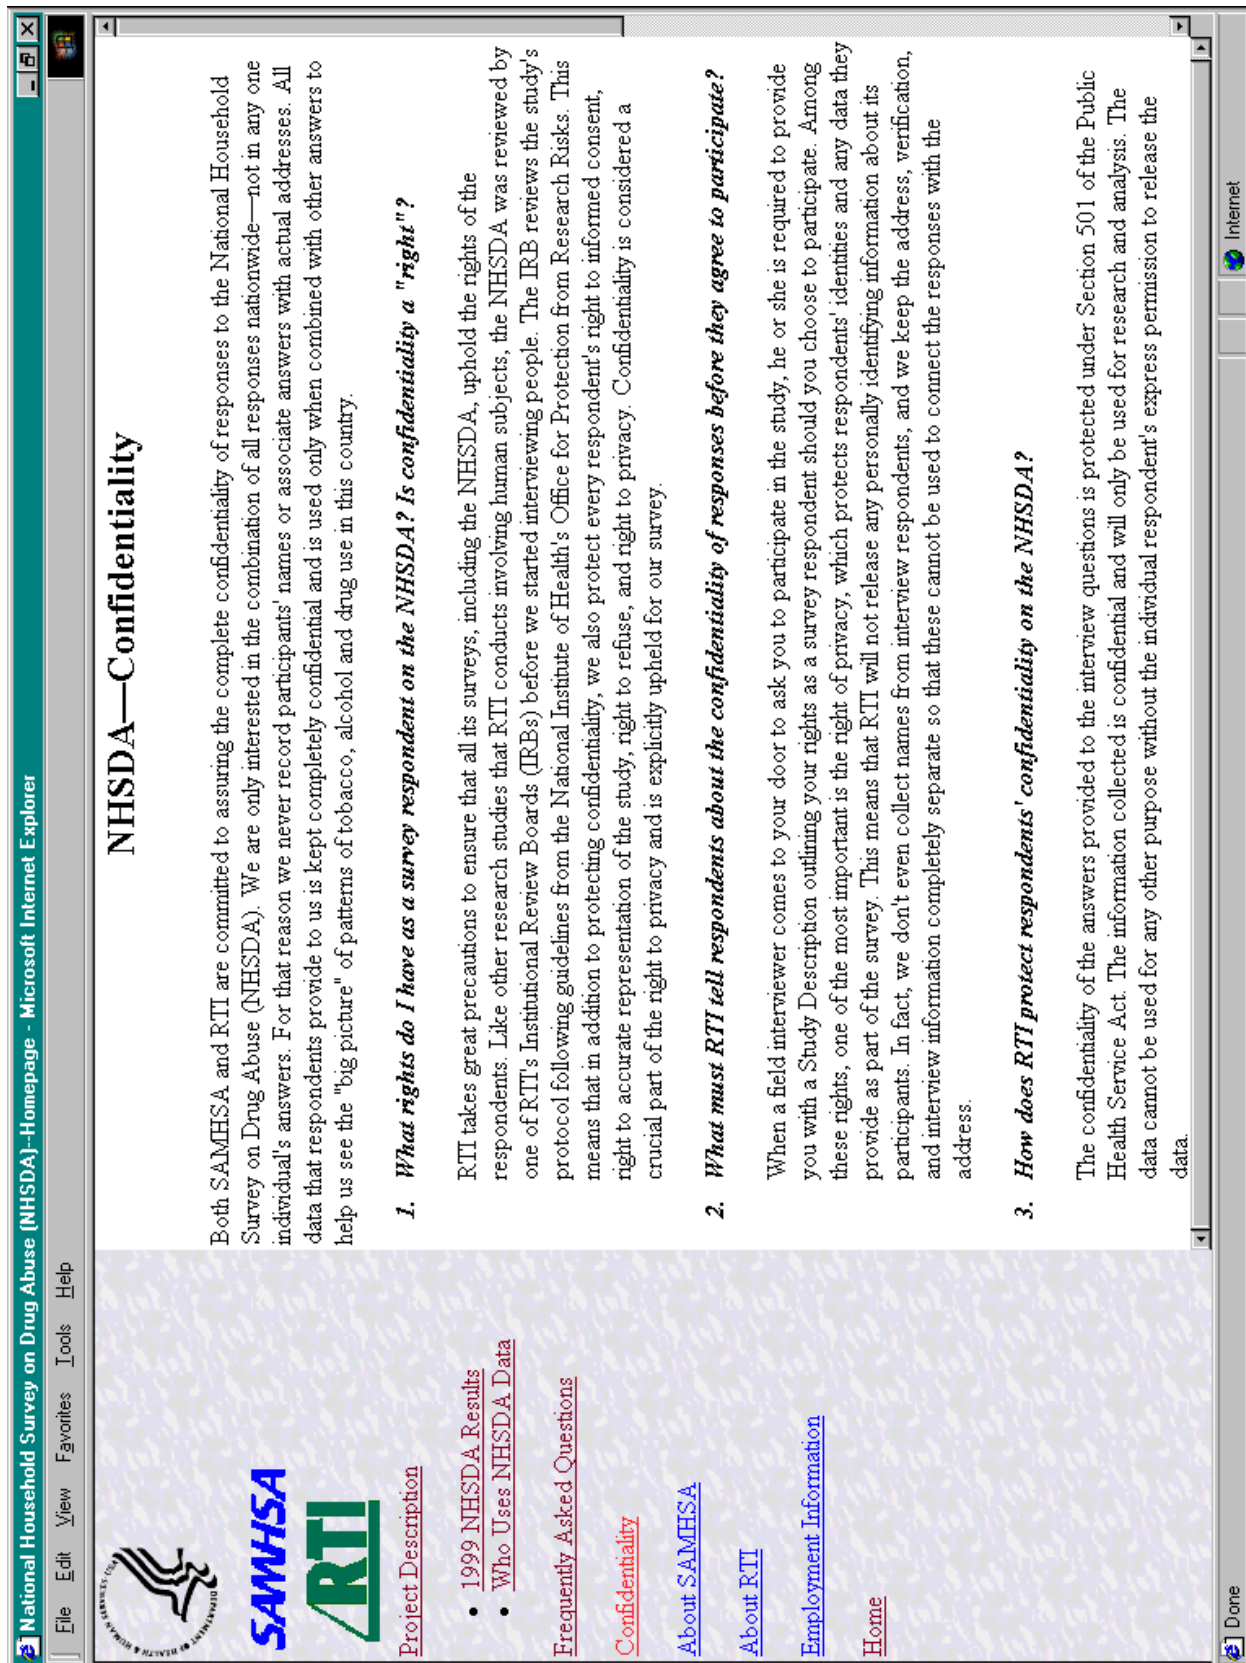 National Household Survey on Drug Abuse (NHSDA)--Homepage - Microsoft Internet Explorer
File Edit View Favorites Tools Help
DEPARTMENT OF HEALTH & HUMAN SERVICES·USA
SAMHSA
RTI
Project Description
• 1999 NHSDA Results
• Who Uses NHSDA Data
Frequently Asked Questions
Confidentiality
About SAMHSA
About RTI
Employment Information
Home
NHSDA—Confidentiality
Both SAMHSA and RTI are committed to assuring the complete confidentiality of responses to the National Household
Survey on Drug Abuse (NHSDA). We are only interested in the combination of all responses nationwide—not in any one
individual's answers. For that reason we never record participants' names or associate answers with actual addresses. All
data that respondents provide to us is kept completely confidential and is used only when combined with other answers to
help us see the "big picture" of patterns of tobacco, alcohol and drug use in this country.
1. What rights do I have as a survey respondent on the NHSDA? Is confidentiality a "right"?
RTI takes great precautions to ensure that all its surveys, including the NHSDA, uphold the rights of the
respondents. Like other research studies that RTI conducts involving human subjects, the NHSDA was reviewed by
one of RTI's Institutional Review Boards (IRBs) before we started interviewing people. The IRB reviews the study's
protocol following guidelines from the National Institute of Health's Office for Protection from Research Risks. This
means that in addition to protecting confidentiality, we also protect every respondent's right to informed consent,
right to accurate representation of the study, right to refuse, and right to privacy. Confidentiality is considered a
crucial part of the right to privacy and is explicitly upheld for our survey.
2. What must RTI tell respondents about the confidentiality of responses before they agree to participate?
When a field interviewer comes to your door to ask you to participate in the study, he or she is required to provide
you with a Study Description outlining your rights as a survey respondent should you choose to participate. Among
these rights, one of the most important is the right of privacy, which protects respondents' identities and any data they
provide as part of the survey. This means that RTI will not release any personally identifying information about its
participants. In fact, we don't even collect names from interview respondents, and we keep the address, verification,
and interview information completely separate so that these cannot be used to connect the responses with the
address.
3. How does RTI protect respondents' confidentiality on the NHSDA?
The confidentiality of the answers provided to the interview questions is protected under Section 501 of the Public
Health Service Act. The information collected is confidential and will only be used for research and analysis. The
data cannot be used for any other purpose without the individual respondent's express permission to release the
data.
Done
Internet